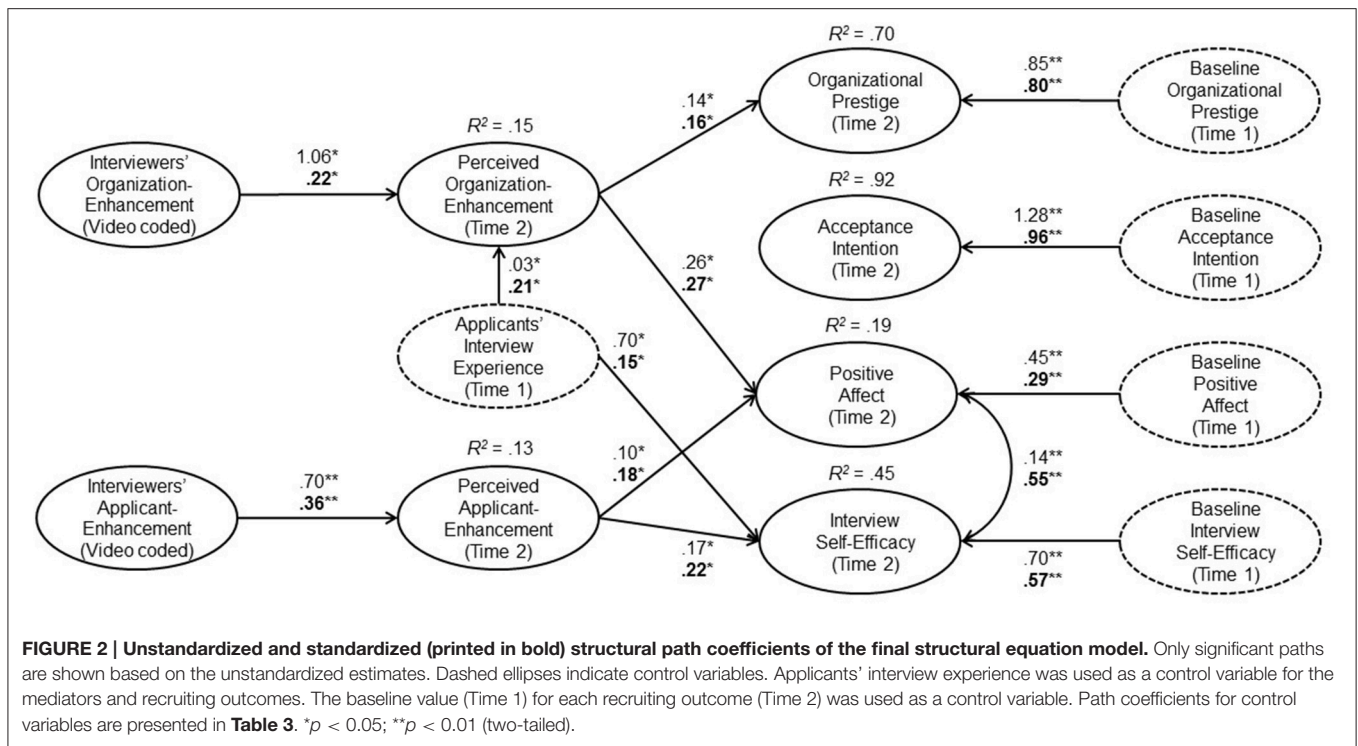 R² = .70
Organizational
Prestige
(Time 2)
.85**
.80**
Baseline
Organizational
Prestige
(Time 1)
.14*
.16*
R² = .15
Interviewers'
Organization-
Enhancement
(Video coded)
1.06*
.22*
Perceived
Organization-
Enhancement
(Time 2)
R² = .92
Acceptance
Intention
(Time 2)
1.28**
.96**
Baseline
Acceptance
Intention
(Time 1)
.03*
.21*
.26*
.27*
Applicants'
Interview
Experience
(Time 1)
.70*
.15*
R² = .19
Positive
Affect
(Time 2)
.45**
.29**
Baseline
Positive
Affect
(Time 1)
R² = .13
.10*
.18*
Interviewers'
Applicant-
Enhancement
(Video coded)
.70**
.36**
Perceived
Applicant-
Enhancement
(Time 2)
R² = .45
.14**
.55**
Interview
Self-Efficacy
(Time 2)
.17*
.22*
.70**
.57**
Baseline
Interview
Self-Efficacy
(Time 1)
FIGURE 2 | Unstandardized and standardized (printed in bold) structural path coefficients of the final structural equation model. Only significant paths
are shown based on the unstandardized estimates. Dashed ellipses indicate control variables. Applicants' interview experience was used as a control variable for the
mediators and recruiting outcomes. The baseline value (Time 1) for each recruiting outcome (Time 2) was used as a control variable. Path coefficients for control
variables are presented in Table 3. *p < 0.05; **p < 0.01 (two-tailed).